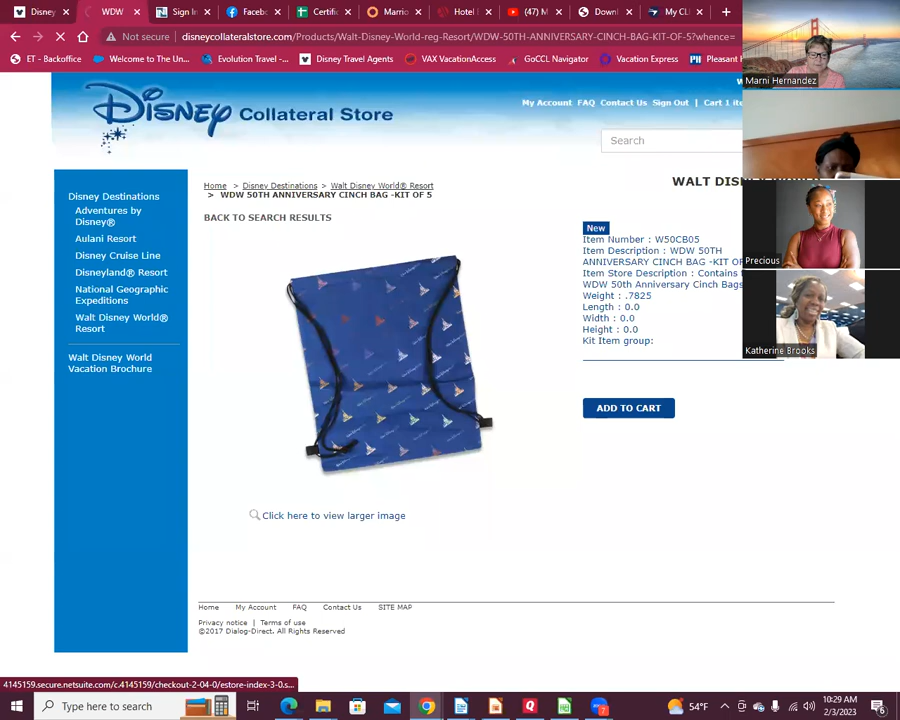 Disney
WDW
Sign In
Faceb
Certific
Marrio
Hotel E
(47) M
Downl
My CL
Not secure
disneycollateralstore.com/Products/Walt-Disney-World-reg-Resort/WDW-50TH-ANNIVERSARY-CINCH-BAG-KIT-OF-5?whence=
ET - Backoffice
Welcome to The Un...
Evolution Travel -...
Disney Travel Agents
VAX VacationAccess
GoCCL Navigator
Vacation Express
Pleasant
Marni Hernandez
Precious
Katherine Brooks
Disney Collateral Store
My Account FAQ Contact Us Sign Out | Cart 1 ite
Search
Disney Destinations
Adventures by
Disney®
Aulani Resort
Disney Cruise Line
Disneyland® Resort
National Geographic
Expeditions
Walt Disney World®
Resort
Walt Disney World
Vacation Brochure
Home > Disney Destinations > Walt Disney World® Resort
> WDW 50TH ANNIVERSARY CINCH BAG -KIT OF 5
BACK TO SEARCH RESULTS
Click here to view larger image
WALT DIS
New
Item Number : W50CB05
Item Description : WDW 50TH
ANNIVERSARY CINCH BAG -KIT OF
Item Store Description : Contains
WDW 50th Anniversary Cinch Bags
Weight : .7825
Length : 0.0
Width : 0.0
Height : 0.0
Kit Item group:
ADD TO CART
Home My Account FAQ Contact Us SITE MAP
Privacy notice | Terms of use
©2017 Dialog-Direct. All Rights Reserved
4145159.secure.netsuite.com/c.4145159/checkout-2-04-0/estore-index-3-0.s...
Type here to search
54°F
10:29 AM
2/3/2023
6